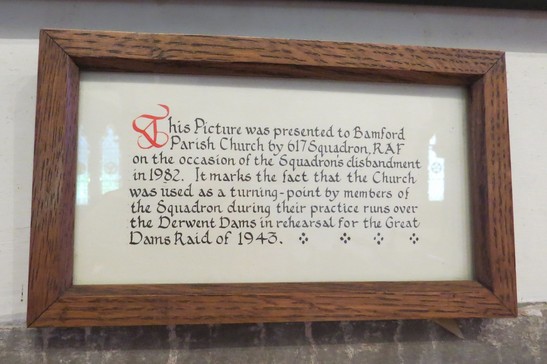 This Picture was presented to Bamford
Parish Church by 617 Squadron, RAF
on the occasion of the Squadron's disbandment
in 1982. It marks the fact that the Church
was used as a turning-point by members of
the Squadron during their practice runs over
the Derwent Dams in rehearsal for the Great
Dams Raid of 1943.